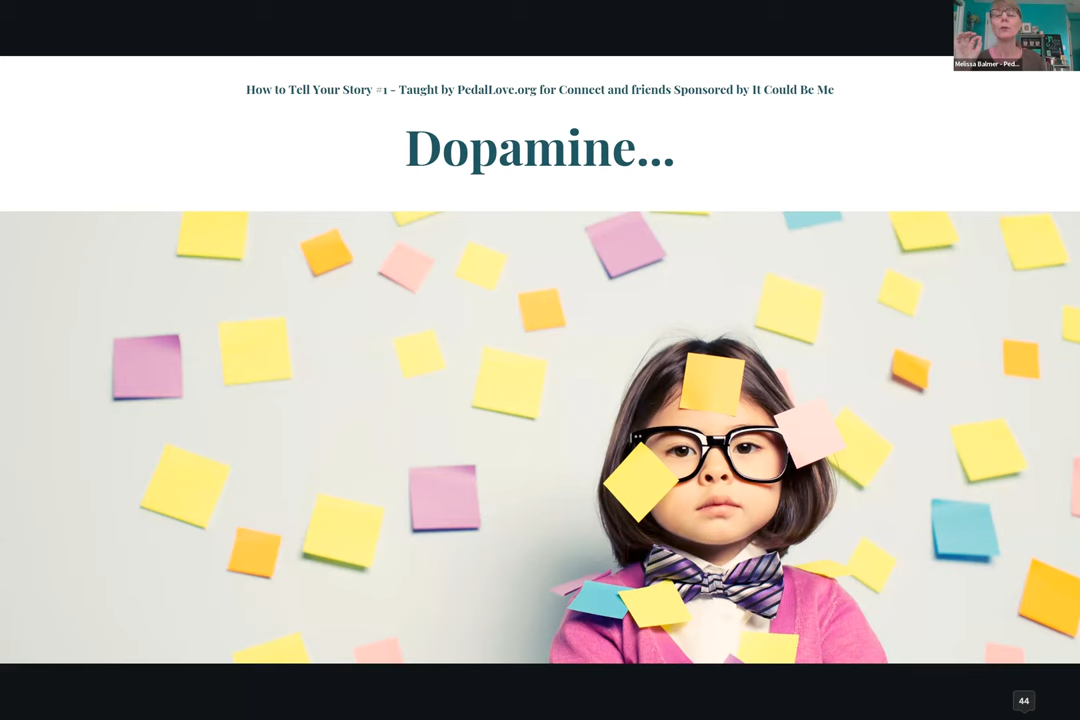 Melissa Balmer - Ped...
How to Tell Your Story #1 - Taught by PedalLove.org for Connect and friends Sponsored by It Could Be Me
Dopamine...
44